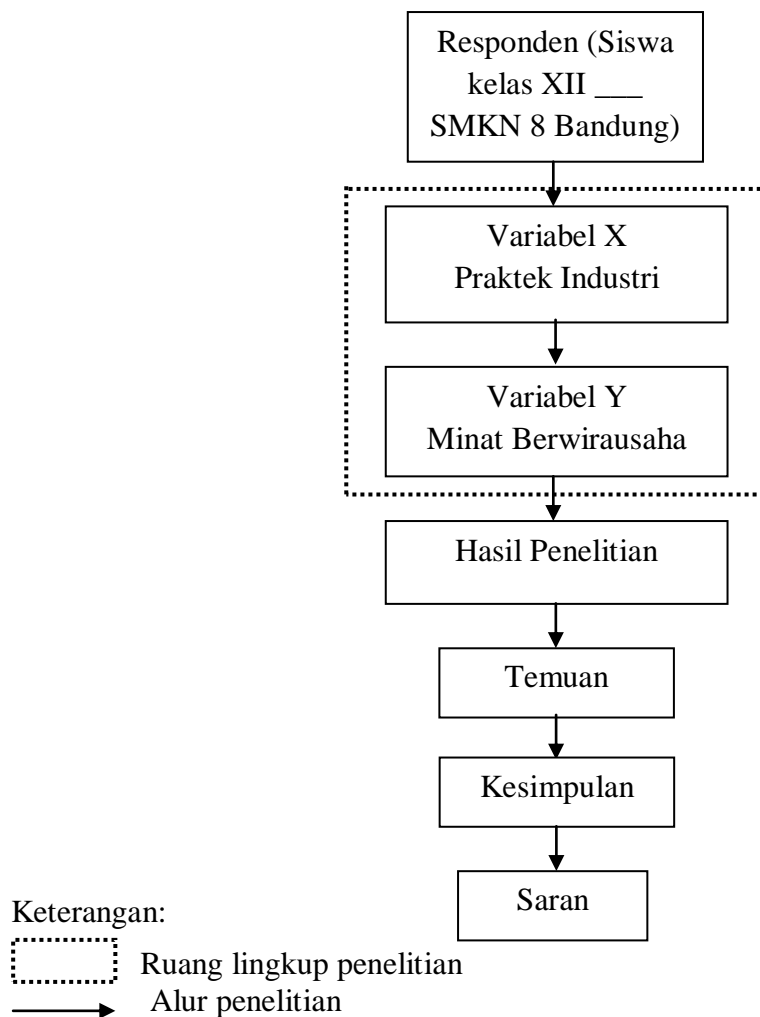 Responden (Siswa
kelas XII ___
SMKN 8 Bandung)
Variabel X
Praktek Industri
Variabel Y
Minat Berwirausaha
Hasil Penelitian
Temuan
Kesimpulan
Saran
Keterangan:
Ruang lingkup penelitian
Alur penelitian